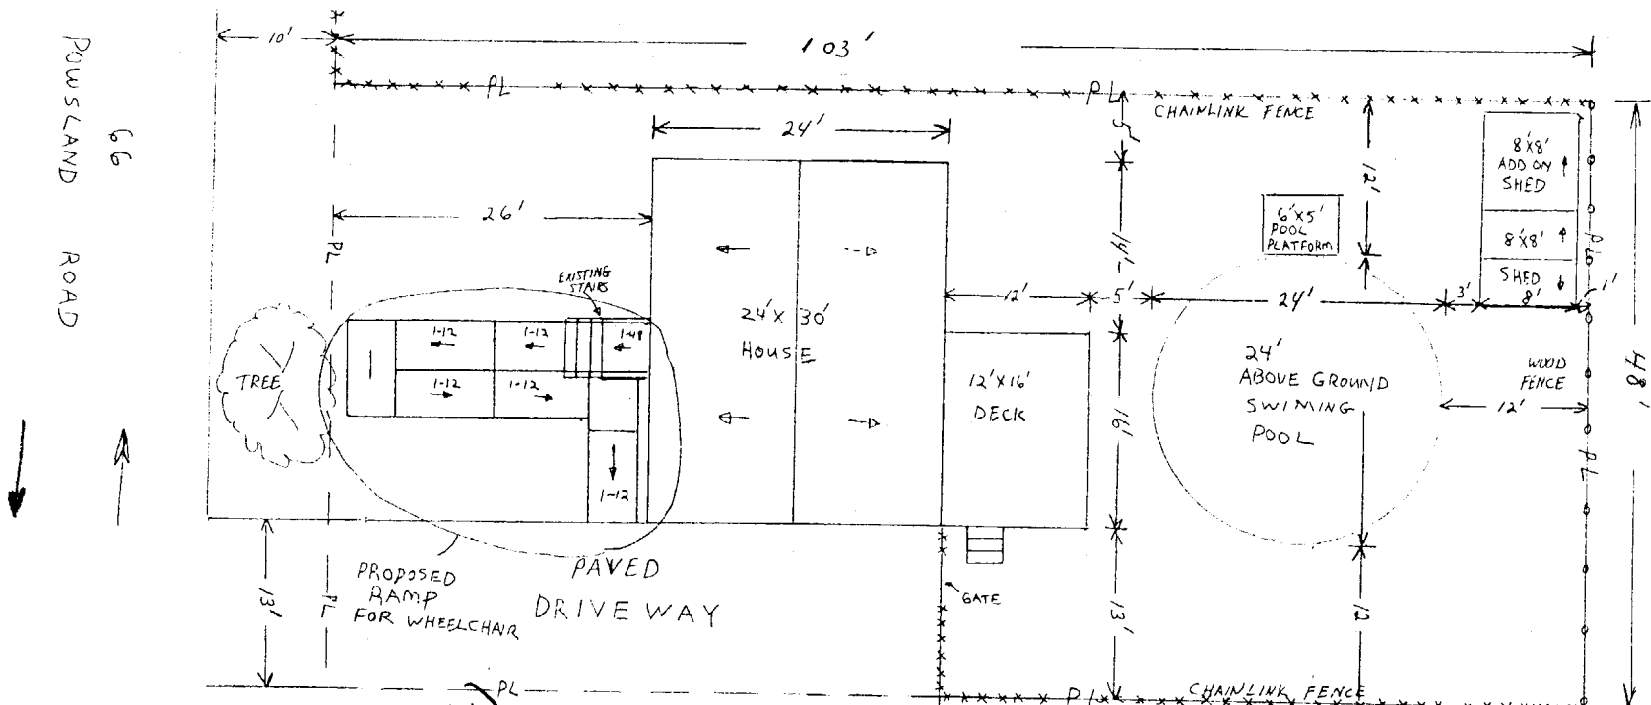 10'
103'
PL
PL
CHAINLINK FENCE
POWSLAND ROAD
66
24'
5'
12'
8'X8'
ADD ON
SHED
26'
PL
14'
6'X5'
POOL
PLATFORM
8'X8'
SHED
8'
PL
EXISTING
STAIRS
12'
5'
24'
3'
1'
24'X 30'
HOUSE
1-12
1-12
1-48
TREE
1-12
1-12
12'X16'
DECK
16'
24'
ABOVE GROUND
SWIMING
POOL
WOOD
FENCE
12'
48'
PL
1-12
PROPOSED
RAMP
FOR WHEELCHAIR
PAVED
DRIVE WAY
GATE
13'
PL
13'
12
PL
PL
CHAINLINK FENCE